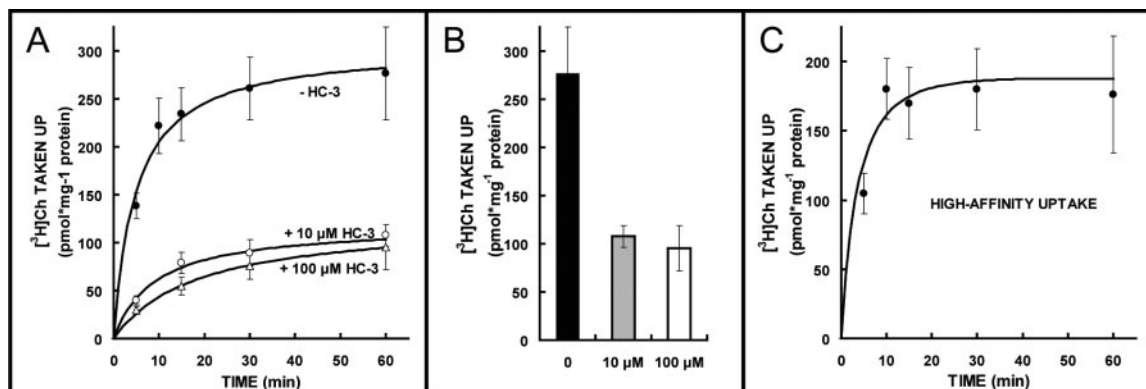 A
[³H]Ch TAKEN UP
(pmol*mg-1 protein)
300
250
200
150
100
50
0
- HC-3
+ 10 µM HC-3
+ 100 µM HC-3
0 10 20 30 40 50 60
TIME (min)
B
[³H]Ch TAKEN UP
(pmol*mg⁻¹ protein)
300
250
200
150
100
50
0
0 10 µM 100 µM
C
[³H]Ch TAKEN UP
(pmol*mg⁻¹ protein)
200
150
100
50
0
HIGH-AFFINITY UPTAKE
0 10 20 30 40 50 60
TIME (min)